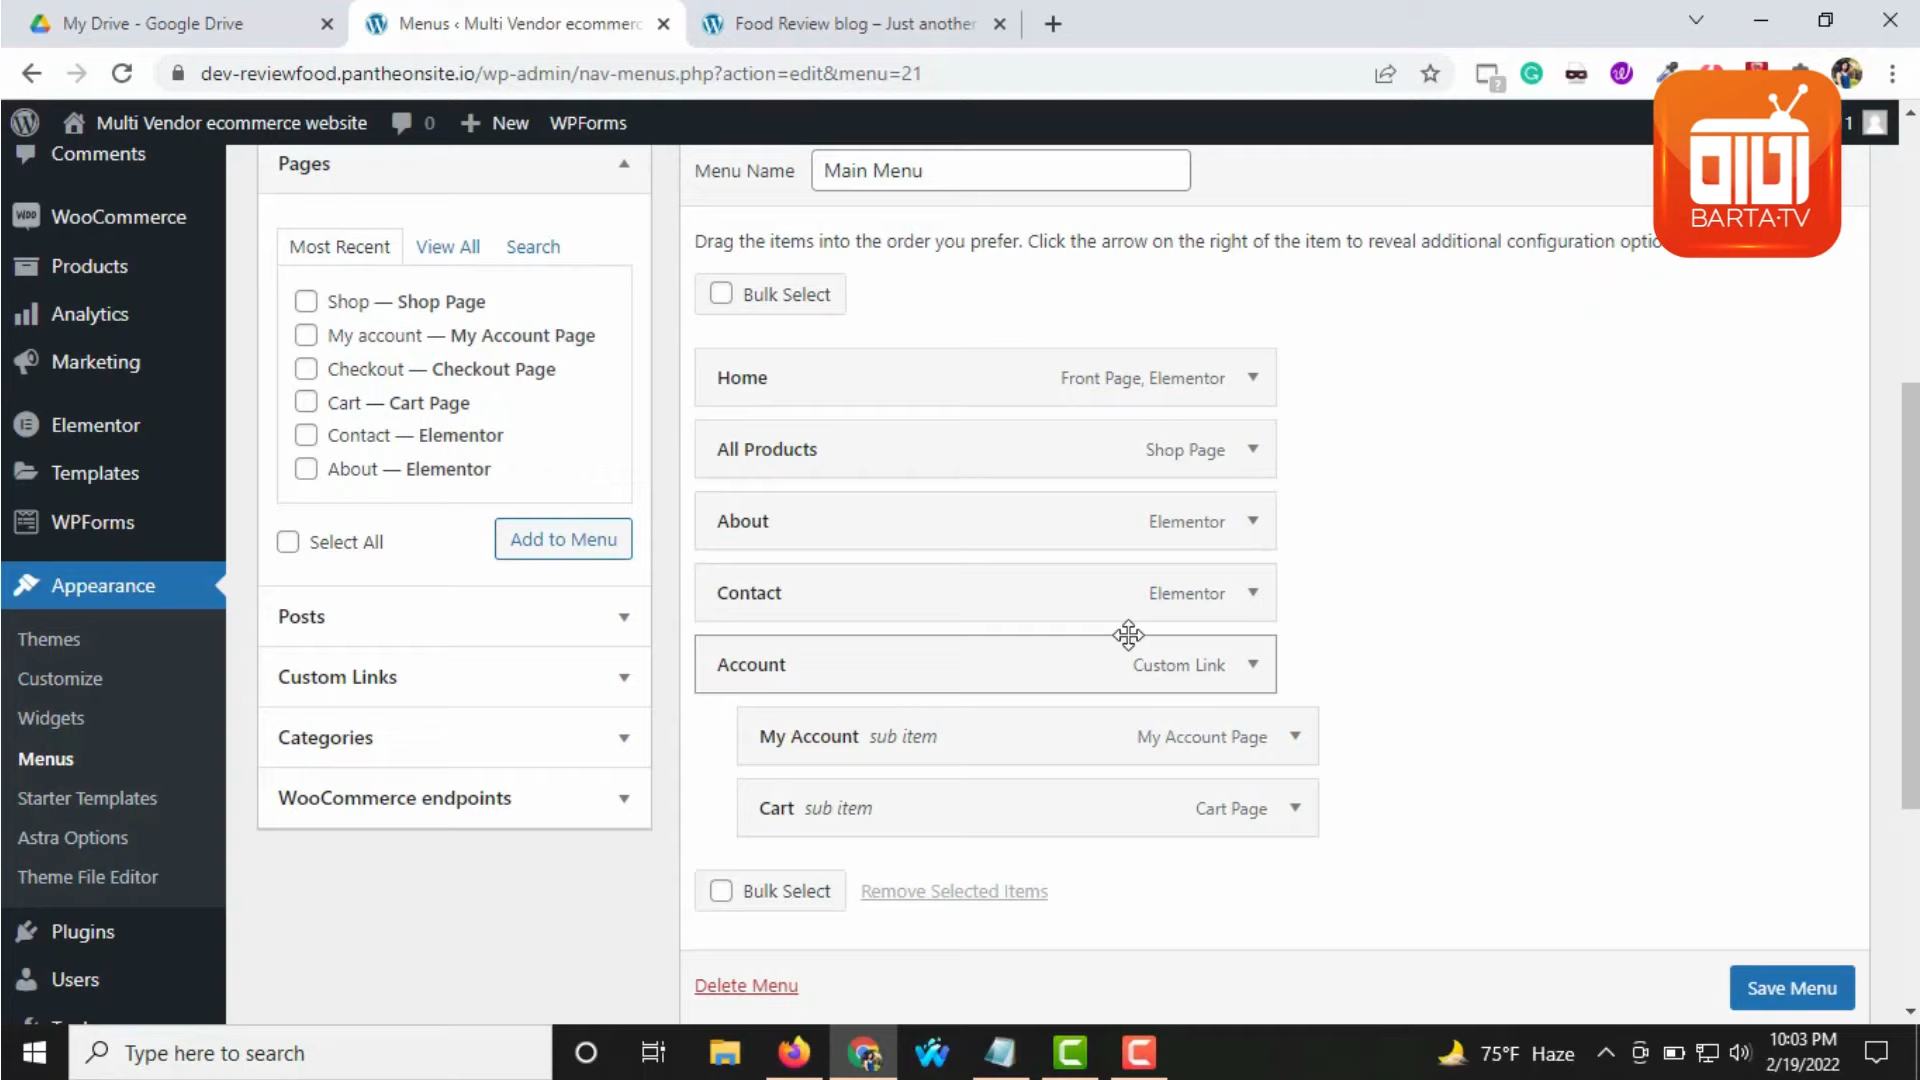 My Drive - Google Drive
Menus ‹ Multi Vendor ecommerc
Food Review blog – Just another
dev-reviewfood.pantheonsite.io/wp-admin/nav-menus.php?action=edit&menu=21
Multi Vendor ecommerce website
0
New
WPForms
1
বার্তা
BARTA·TV
Comments
WooCommerce
Products
Analytics
Marketing
Elementor
Templates
WPForms
Appearance
Themes
Customize
Widgets
Menus
Starter Templates
Astra Options
Theme File Editor
Plugins
Users
Pages
Most Recent
View All
Search
Shop — Shop Page
My account — My Account Page
Checkout — Checkout Page
Cart — Cart Page
Contact — Elementor
About — Elementor
Select All
Add to Menu
Posts
Custom Links
Categories
WooCommerce endpoints
Menu Name
Main Menu
Drag the items into the order you prefer. Click the arrow on the right of the item to reveal additional configuration optio
Bulk Select
Home
Front Page, Elementor
All Products
Shop Page
About
Elementor
Contact
Elementor
Account
Custom Link
My Account sub item
My Account Page
Cart sub item
Cart Page
Bulk Select
Remove Selected Items
Delete Menu
Save Menu
Type here to search
75°F Haze
10:03 PM
2/19/2022